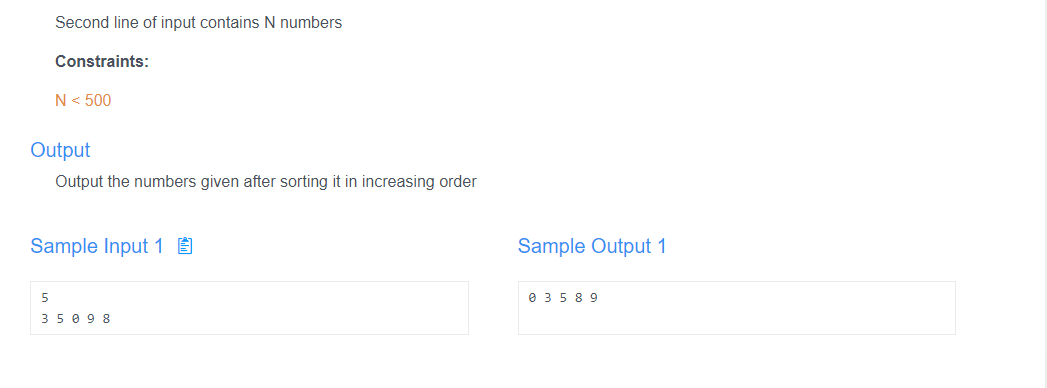 Second line of input contains N numbers
Constraints:
N < 500
Output
Output the numbers given after sorting it in increasing order
Sample Input 1
5
3 5 0 9 8
Sample Output 1
0 3 5 8 9